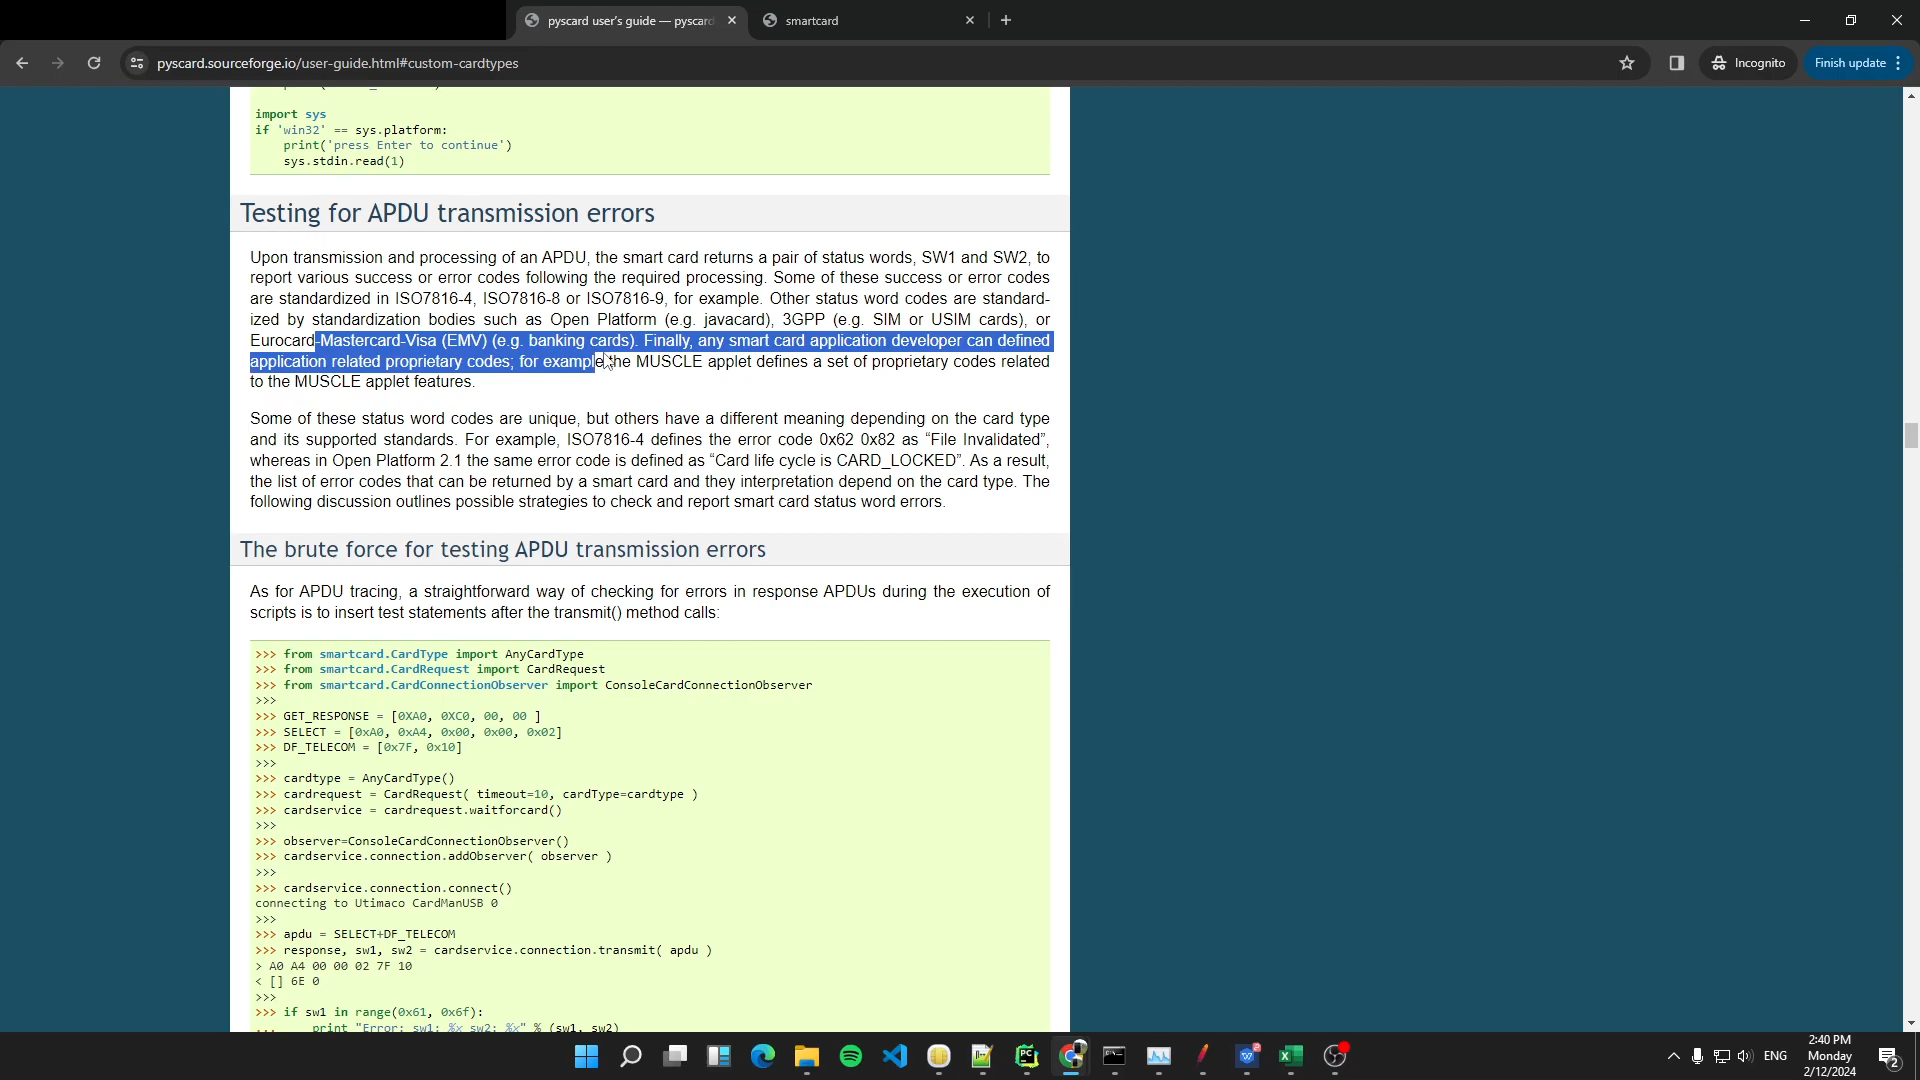 pyscard user's guide — pyscard
smartcard
pyscard.sourceforge.io/user-guide.html#custom-cardtypes
Incognito
Finish update
import sys
if 'win32' == sys.platform:
print('press Enter to continue')
sys.stdin.read(1)
Testing for APDU transmission errors
Upon transmission and processing of an APDU, the smart card returns a pair of status words, SW1 and SW2, to
report various success or error codes following the required processing. Some of these success or error codes
are standardized in ISO7816-4, ISO7816-8 or ISO7816-9, for example. Other status word codes are standard-
ized by standardization bodies such as Open Platform (e.g. javacard), 3GPP (e.g. SIM or USIM cards), or
Eurocard-Mastercard-Visa (EMV) (e.g. banking cards). Finally, any smart card application developer can defined
application related proprietary codes; for example the MUSCLE applet defines a set of proprietary codes related
to the MUSCLE applet features.
Some of these status word codes are unique, but others have a different meaning depending on the card type
and its supported standards. For example, ISO7816-4 defines the error code 0x62 0x82 as “File Invalidated”,
whereas in Open Platform 2.1 the same error code is defined as “Card life cycle is CARD_LOCKED”. As a result,
the list of error codes that can be returned by a smart card and they interpretation depend on the card type. The
following discussion outlines possible strategies to check and report smart card status word errors.
The brute force for testing APDU transmission errors
As for APDU tracing, a straightforward way of checking for errors in response APDUs during the execution of
scripts is to insert test statements after the transmit() method calls:
>>> from smartcard.CardType import AnyCardType
>>> from smartcard.CardRequest import CardRequest
>>> from smartcard.CardConnectionObserver import ConsoleCardConnectionObserver
>>>
>>> GET_RESPONSE = [0XA0, 0XC0, 00, 00 ]
>>> SELECT = [0xA0, 0xA4, 0x00, 0x00, 0x02]
>>> DF_TELECOM = [0x7F, 0x10]
>>>
>>> cardtype = AnyCardType()
>>> cardrequest = CardRequest( timeout=10, cardType=cardtype )
>>> cardservice = cardrequest.waitforcard()
>>>
>>> observer=ConsoleCardConnectionObserver()
>>> cardservice.connection.addObserver( observer )
>>>
>>> cardservice.connection.connect()
connecting to Utimaco CardManUSB 0
>>>
>>> apdu = SELECT+DF_TELECOM
>>> response, sw1, sw2 = cardservice.connection.transmit( apdu )
> A0 A4 00 00 02 7F 10
< [] 6E 0
>>>
>>> if sw1 in range(0x61, 0x6f):
... print "Error: sw1: %x sw2: %x" % (sw1, sw2)
ENG
2:40 PM
Monday
2/12/2024
2